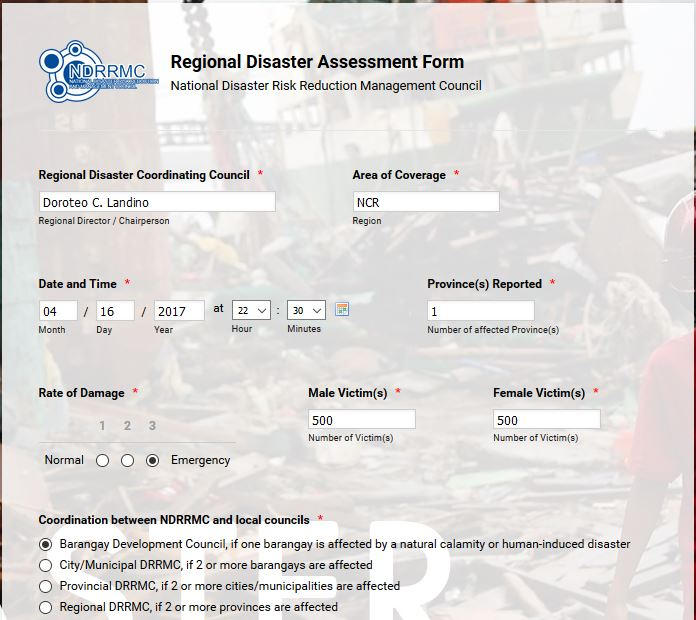 NDRRMC
Regional Disaster Assessment Form
National Disaster Risk Reduction Management Council
Regional Disaster Coordinating Council *
Area of Coverage *
Doroteo C. Landino
NCR
Regional Director / Chairperson
Region
Date and Time *
Province(s) Reported *
04 / 16 / 2017 at 22 : 30
1
Month Day Year Hour Minutes
Number of affected Province(s)
Rate of Damage *
Male Victim(s) *
Female Victim(s) *
1 2 3
500
500
Number of Victim(s)
Number of Victim(s)
Normal Emergency
Coordination between NDRRMC and local councils *
Barangay Development Council, if one barangay is affected by a natural calamity or human-induced disaster
City/Municipal DRRMC, if 2 or more barangays are affected
Provincial DRRMC, if 2 or more cities/municipalities are affected
Regional DRRMC, if 2 or more provinces are affected
STER